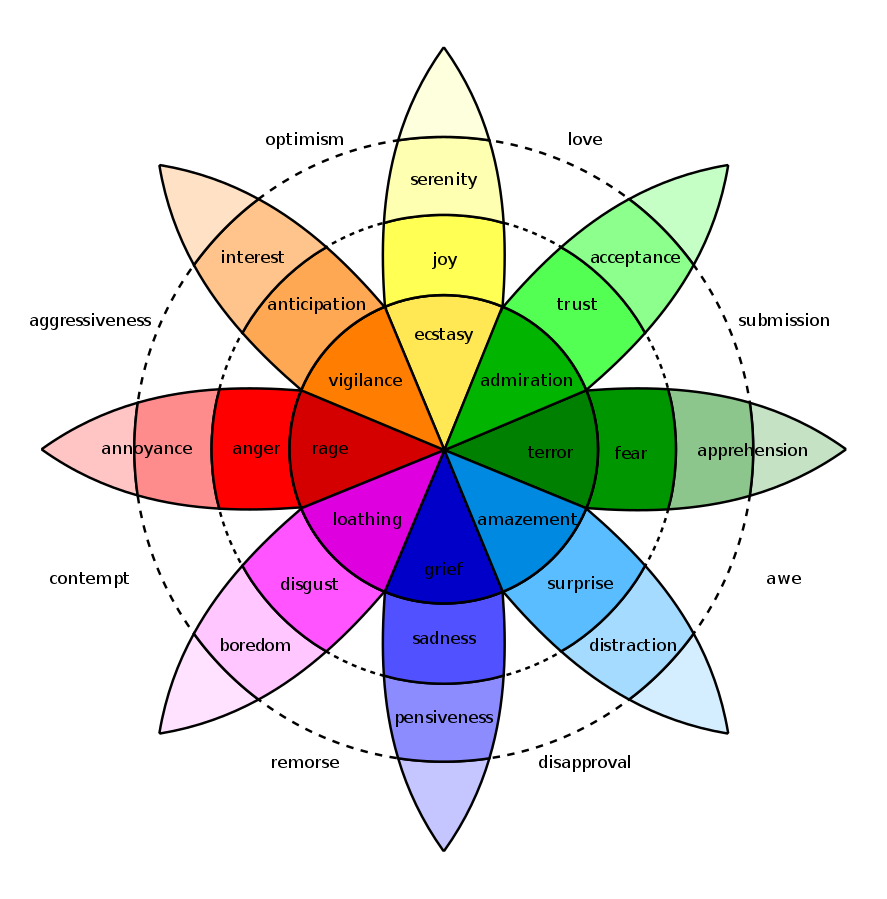 optimism
love
serenity
interest
joy
acceptance
anticipation
trust
aggressiveness
submission
ecstasy
vigilance
admiration
annoyance
anger
rage
terror
fear
apprehension
loathing
amazement
grief
contempt
awe
disgust
surprise
sadness
boredom
distraction
pensiveness
remorse
disapproval